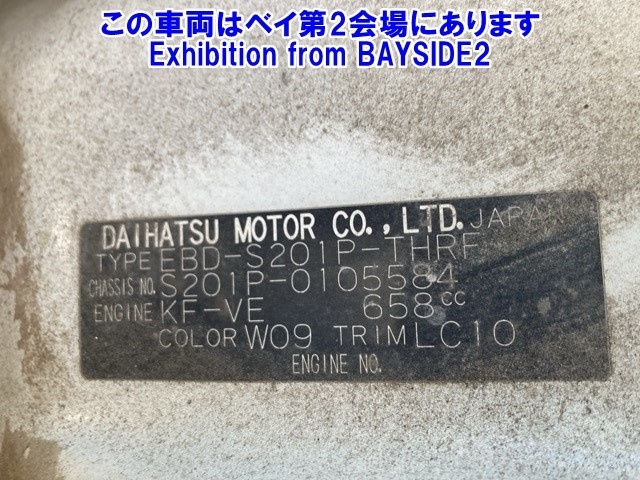 この車両はベイ第2会場にあります
Exhibition from BAYSIDE2
DAIHATSU MOTOR CO., LTD. JAPAN
TYPE EBD-S201P-THRF
CHASSIS NO. S201P-0105584
ENGINE KF-VE 658 CC
COLOR W09 TRIM LC10
ENGINE NO.